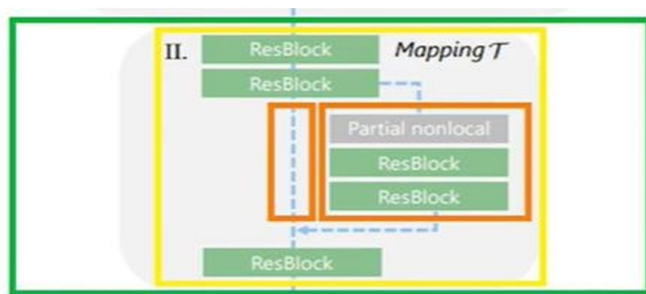 II. ResBlock Mapping T
ResBlock
Partial nonlocal
ResBlock
ResBlock
ResBlock